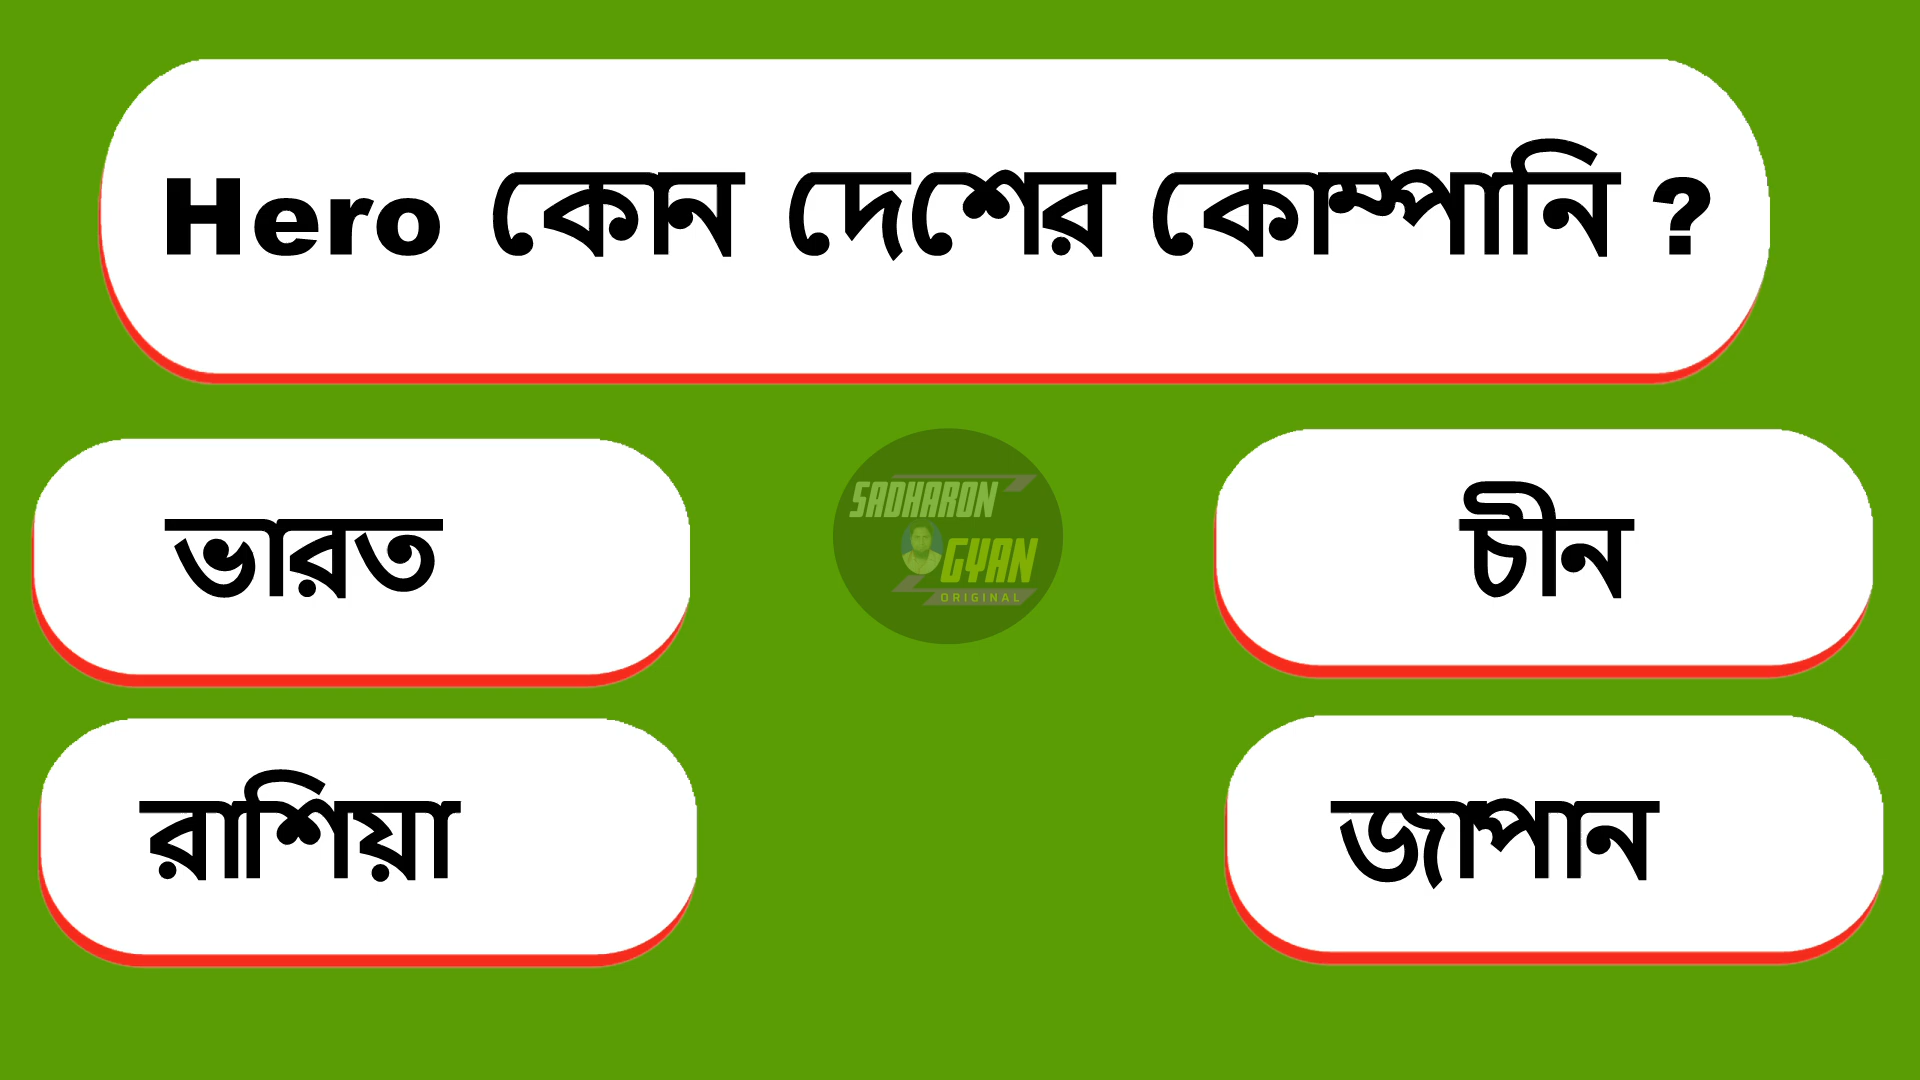 Hero কোন দেশের কোম্পানি ?
ভারত
চীন
SADHARON
GYAN
ORIGINAL
রাশিয়া
জাপান